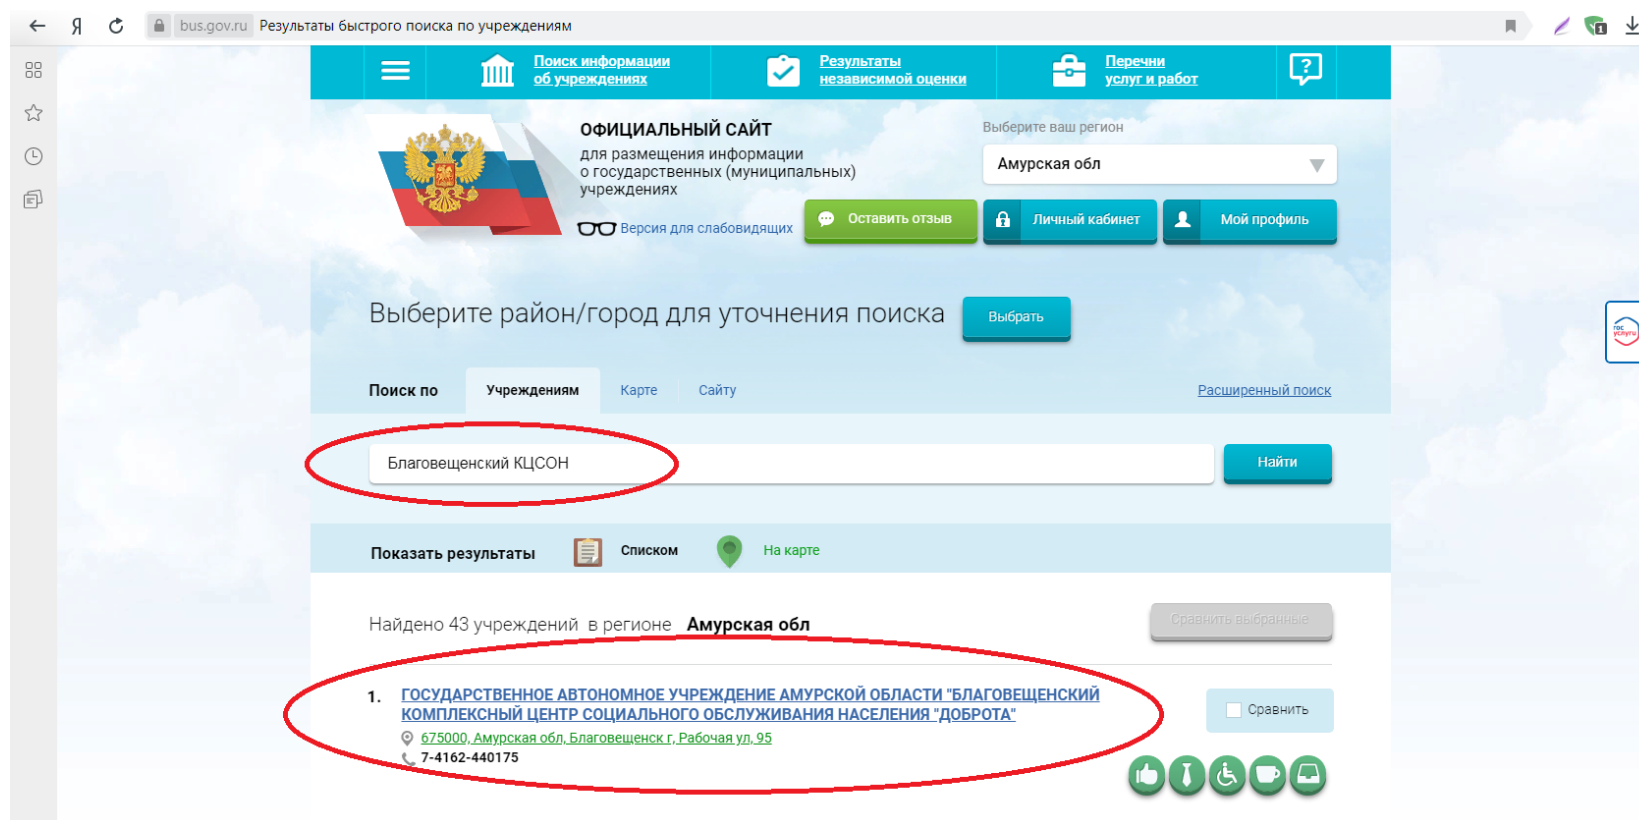 Я bus.gov.ru Результаты быстрого поиска по учреждениям
1
Поиск информации
об учреждениях
Результаты
независимой оценки
Перечни
услуг и работ
?
ОФИЦИАЛЬНЫЙ САЙТ
для размещения информации
о государственных (муниципальных)
учреждениях
Версия для слабовидящих
Выберите ваш регион
Амурская обл
Оставить отзыв
Личный кабинет
Мой профиль
Выберите район/город для уточнения поиска
Выбрать
гос
услуги
Поиск по
Учреждениям
Карте
Сайту
Расширенный поиск
Благовещенский КЦСОН
Найти
Показать результаты
Списком
На карте
Найдено 43 учреждений в регионе Амурская обл
Сравнить выбранные
1. ГОСУДАРСТВЕННОЕ АВТОНОМНОЕ УЧРЕЖДЕНИЕ АМУРСКОЙ ОБЛАСТИ "БЛАГОВЕЩЕНСКИЙ
КОМПЛЕКСНЫЙ ЦЕНТР СОЦИАЛЬНОГО ОБСЛУЖИВАНИЯ НАСЕЛЕНИЯ "ДОБРОТА"
675000, Амурская обл, Благовещенск г, Рабочая ул, 95
7-4162-440175
Сравнить